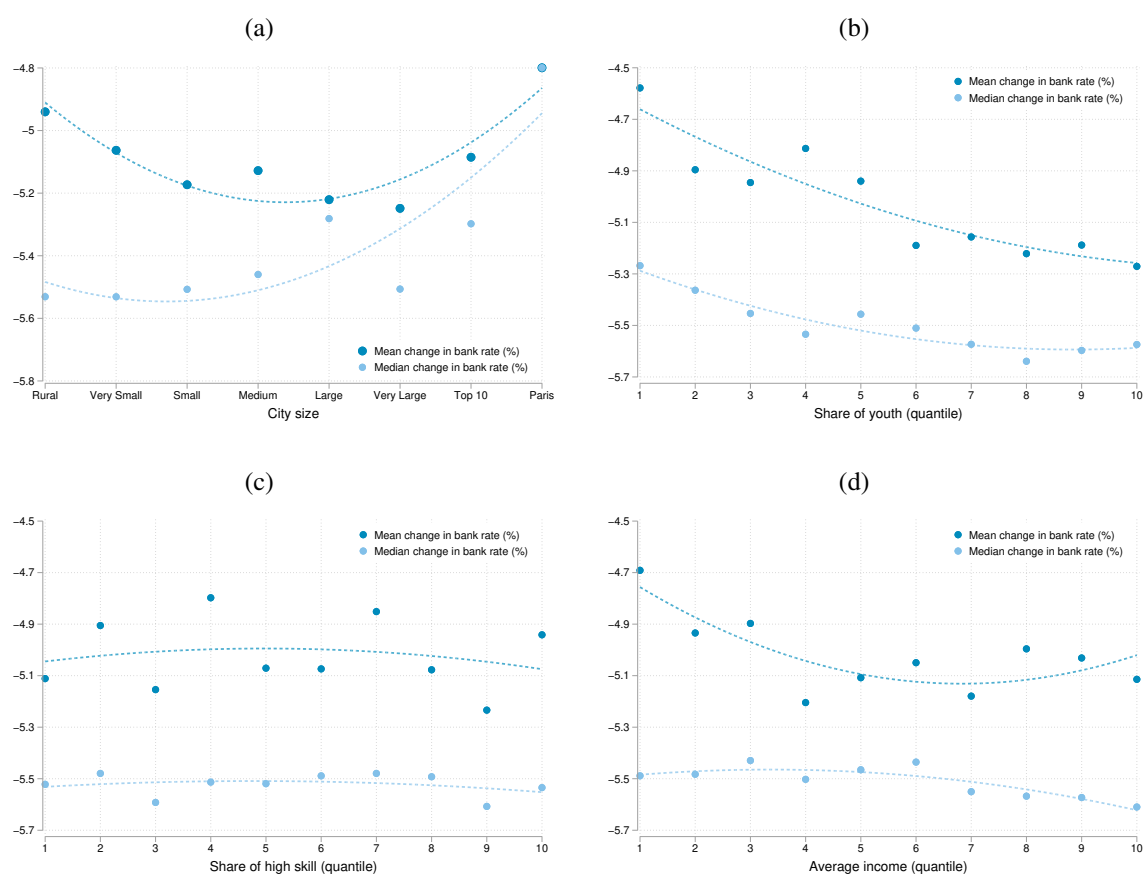 (a)
−4.8
−5
−5.2
−5.4
−5.6
−5.8
Mean change in bank rate (%)
Median change in bank rate (%)
Rural Very Small Small Medium Large Very Large Top 10 Paris
City size
(b)
−4.5
−4.7
−4.9
−5.1
−5.3
−5.5
−5.7
Mean change in bank rate (%)
Median change in bank rate (%)
1 2 3 4 5 6 7 8 9 10
Share of youth (quantile)
(c)
−4.5
−4.7
−4.9
−5.1
−5.3
−5.5
−5.7
Mean change in bank rate (%)
Median change in bank rate (%)
1 2 3 4 5 6 7 8 9 10
Share of high skill (quantile)
(d)
−4.5
−4.7
−4.9
−5.1
−5.3
−5.5
−5.7
Mean change in bank rate (%)
Median change in bank rate (%)
1 2 3 4 5 6 7 8 9 10
Average income (quantile)